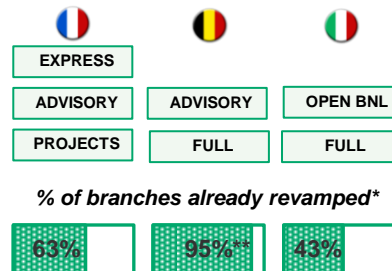 EXPRESS
ADVISORY ADVISORY OPEN BNL
PROJECTS FULL FULL
% of branches already revamped*
63% 95%** 43%